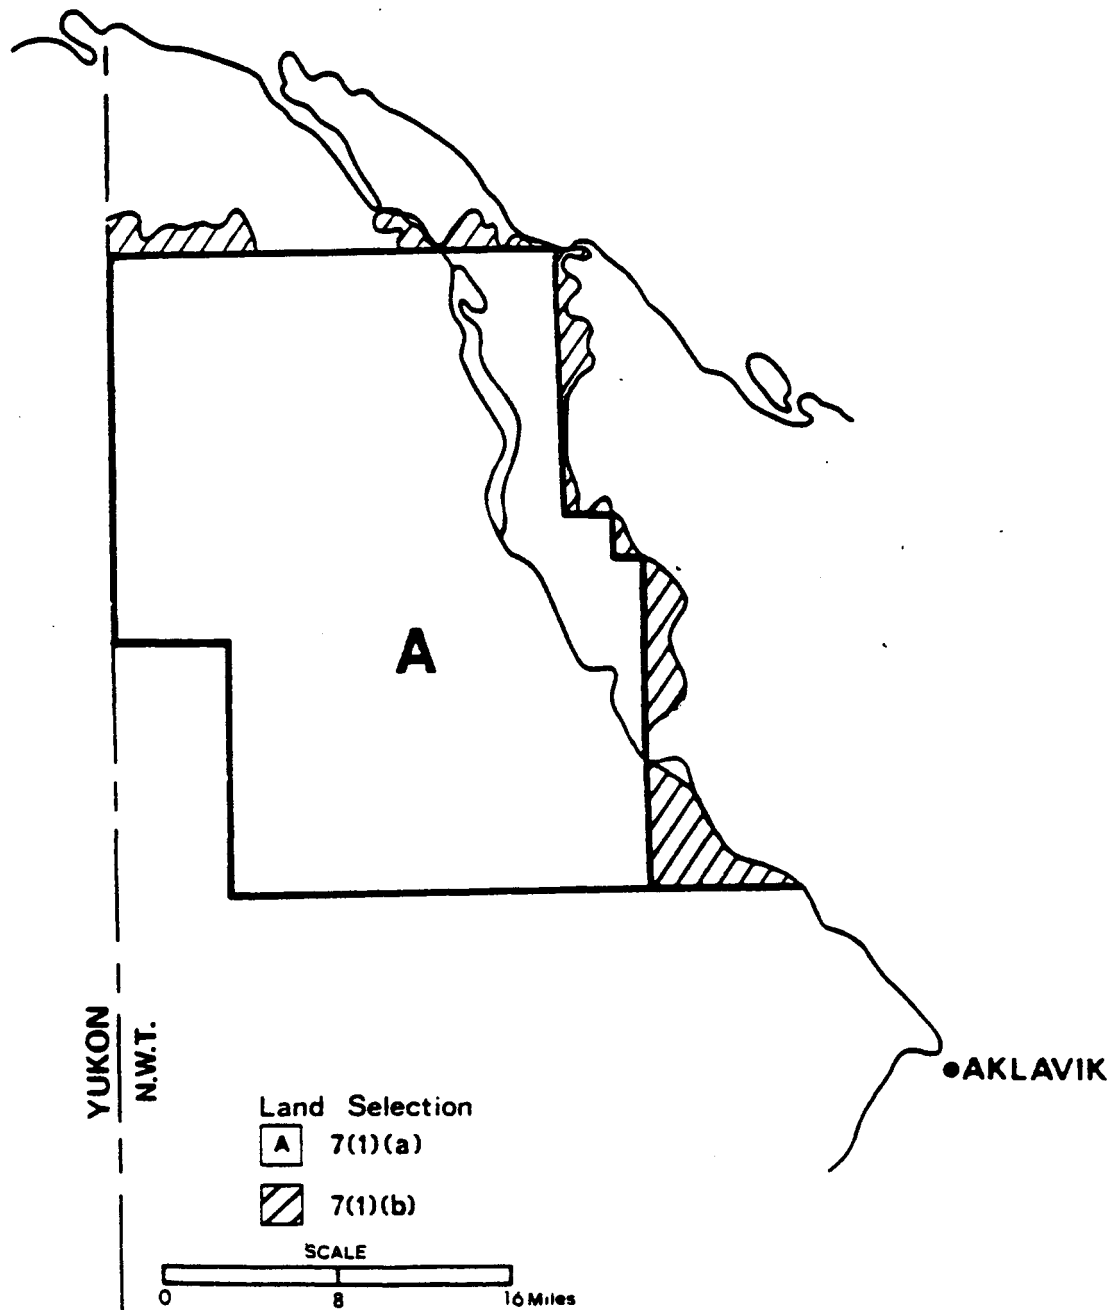 A
YUKON
N.W.T.
AKLAVIK
Land Selection
A 7(1)(a)
7(1)(b)
SCALE
0 8 16 Miles